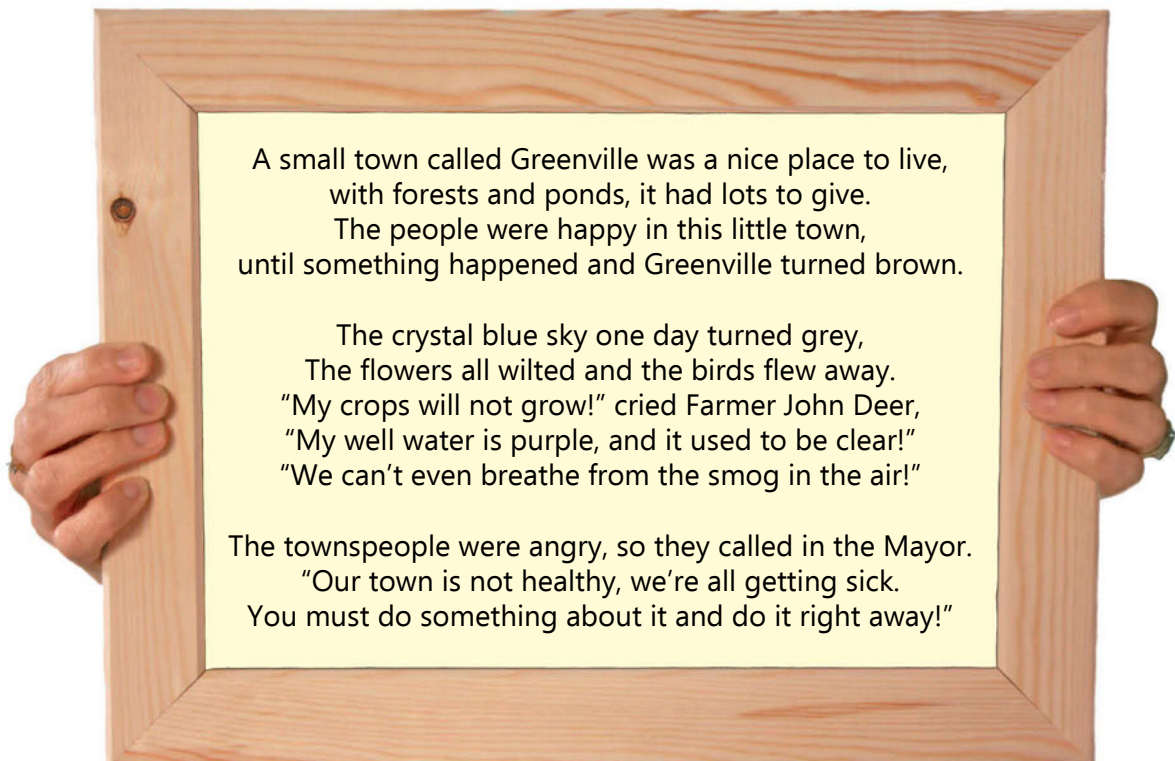 A small town called Greenville was a nice place to live,
with forests and ponds, it had lots to give.
The people were happy in this little town,
until something happened and Greenville turned brown.
The crystal blue sky one day turned grey,
The flowers all wilted and the birds flew away.
“My crops will not grow!” cried Farmer John Deer,
“My well water is purple, and it used to be clear!”
“We can’t even breathe from the smog in the air!”
The townspeople were angry, so they called in the Mayor.
“Our town is not healthy, we’re all getting sick.
You must do something about it and do it right away!”